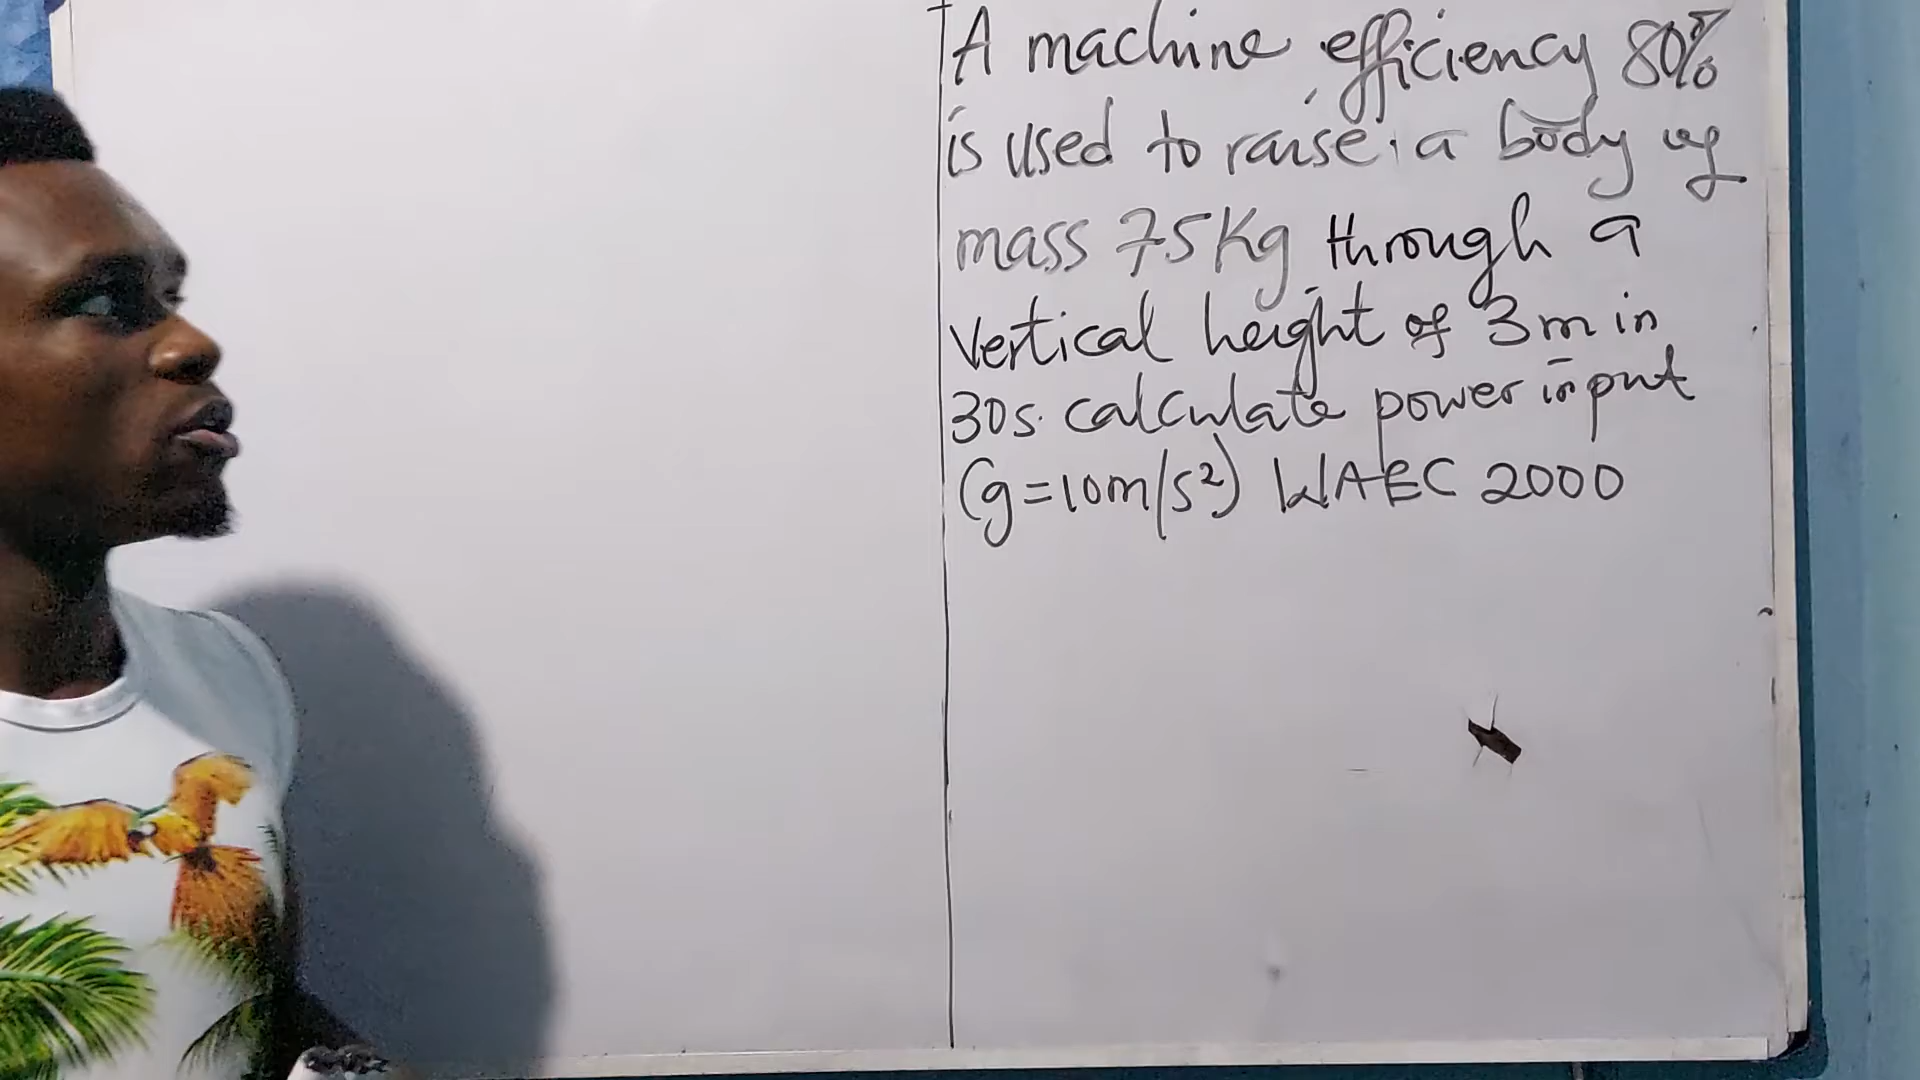 A machine efficiency 80%
is used to raise a body of
mass 75Kg through a
vertical height of 3m in
30s. calculate power input
(g=10m/s²) WAEC 2000